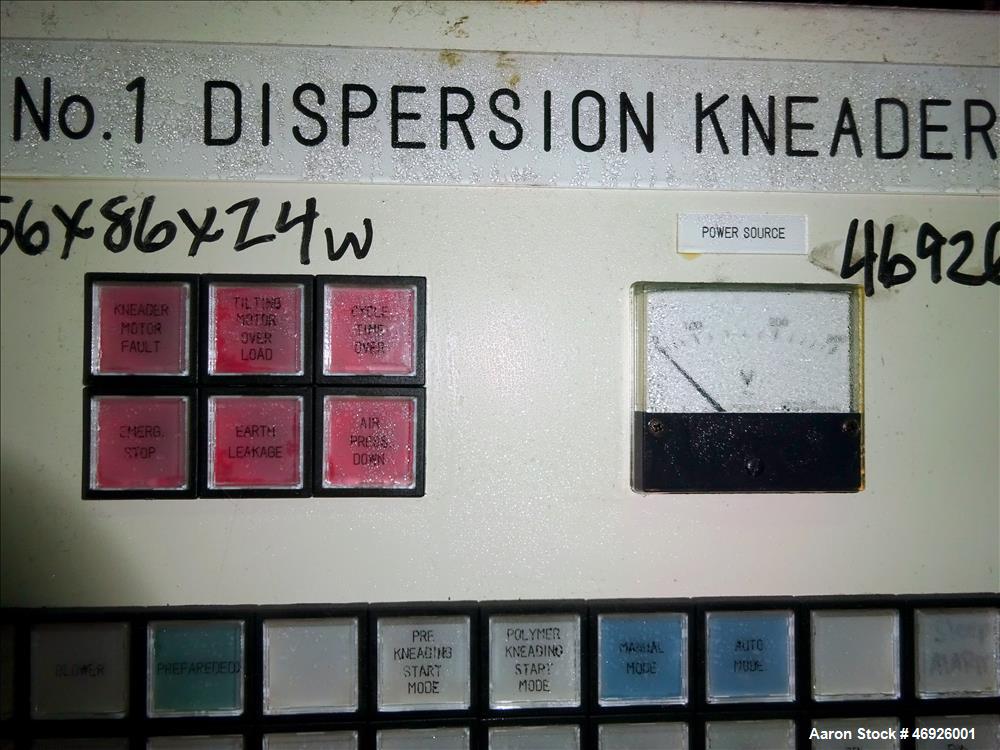 No.1 DISPERSION KNEADER
56X86X24W
POWER SOURCE
46926
KNEADER
MOTOR
FAULT
TILTING
MOTOR
OVER
LOAD
CYCLE
TIME
OVER
100
200
V
EMERG.
STOP
EARTH
LEAKAGE
AIR
PRESS.
DOWN
BLOWER
PREPAREDED
PRE
KNEADING
START
MODE
POLYMER
KNEADING
START
MODE
MANUAL
MODE
AUTO
MODE
Aaron Stock # 46926001